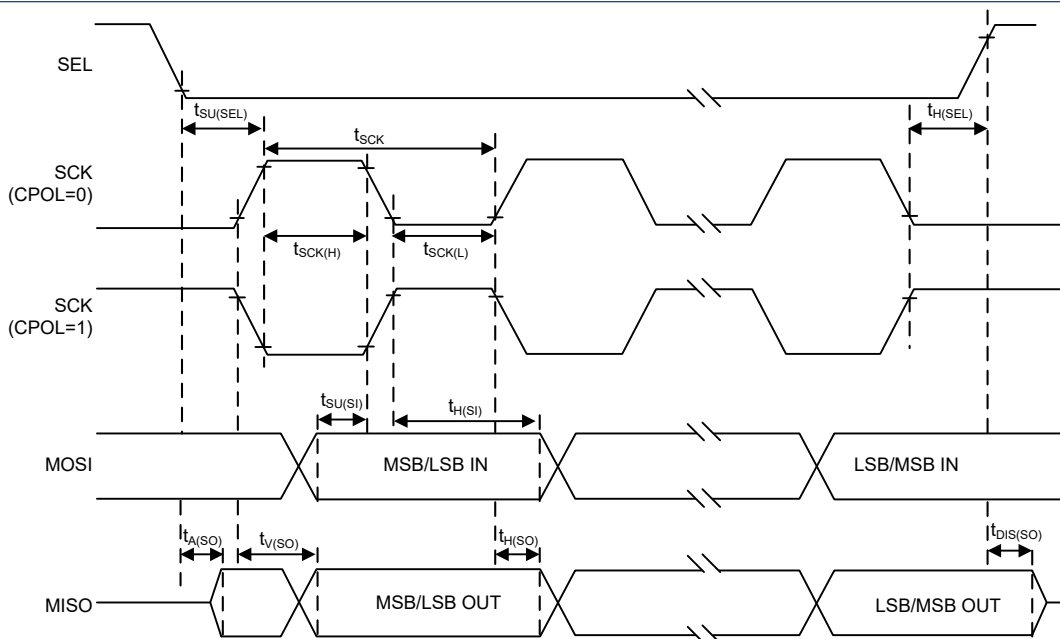 SEL
tSU(SEL)
tH(SEL)
tSCK
SCK
(CPOL=0)
tSCK(H)
tSCK(L)
SCK
(CPOL=1)
tSU(SI)
tH(SI)
MOSI
MSB/LSB IN
LSB/MSB IN
tA(SO)
tV(SO)
tH(SO)
tDIS(SO)
MISO
MSB/LSB OUT
LSB/MSB OUT